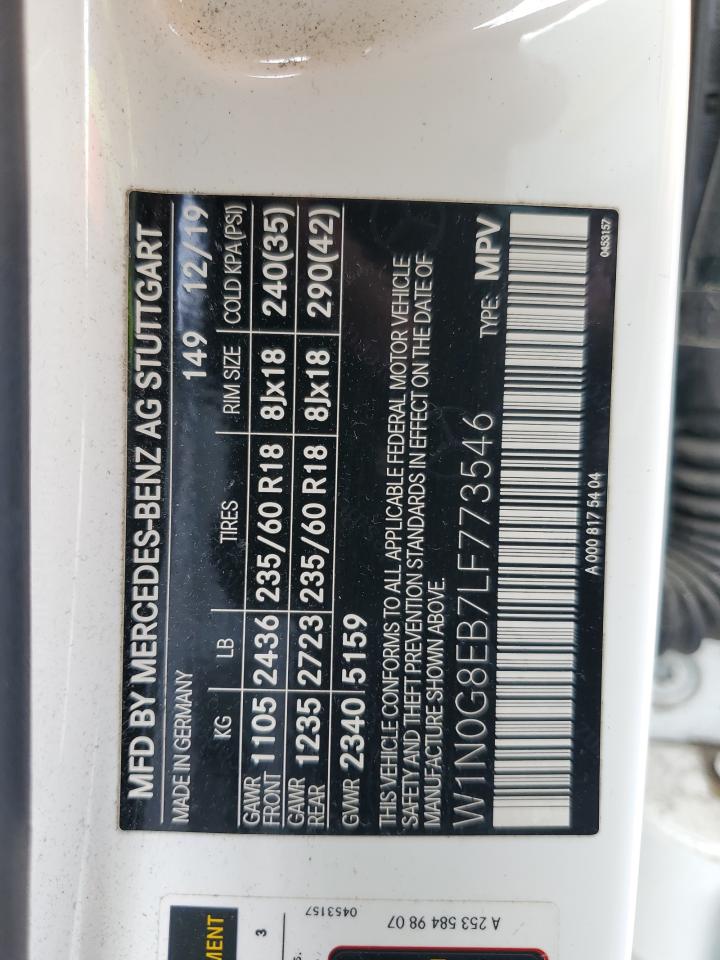 MFD BY MERCEDES-BENZ AG STUTTGART
MADE IN GERMANY 149 12/19
KG LB TIRES RIM SIZE COLD KPA(PSI)
GAWR FRONT 1105 2436 235/60 R18 8Jx18 240(35)
GAWR REAR 1235 2723 235/60 R18 8Jx18 290(42)
GVWR 2340 5159
THIS VEHICLE CONFORMS TO ALL APPLICABLE FEDERAL MOTOR VEHICLE
SAFETY AND THEFT PREVENTION STANDARDS IN EFFECT ON THE DATE OF
MANUFACTURE SHOWN ABOVE.
W1N0G8EB7LF773546 TYPE: MPV
A 000 817 54 04 0453157
MENT
3
s.
0453157
A 253 584 98 07